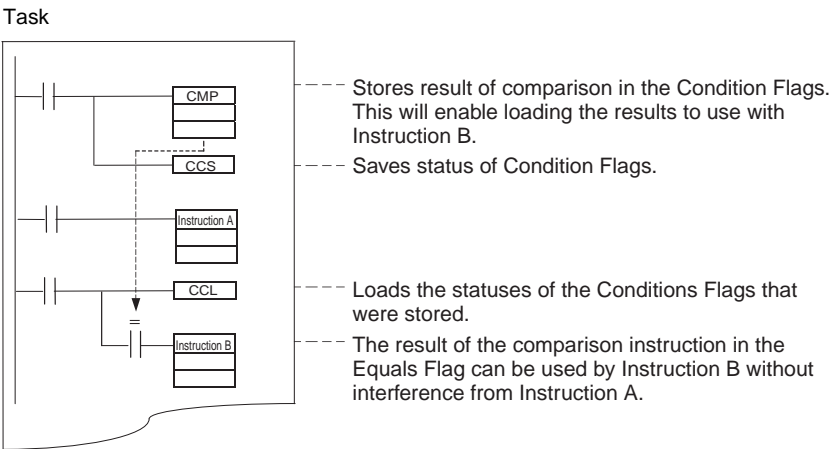 Task
CMP
Stores result of comparison in the Condition Flags.
This will enable loading the results to use with
Instruction B.
CCS
Saves status of Condition Flags.
Instruction A
CCL
Loads the statuses of the Conditions Flags that
were stored.
=
Instruction B
The result of the comparison instruction in the
Equals Flag can be used by Instruction B without
interference from Instruction A.